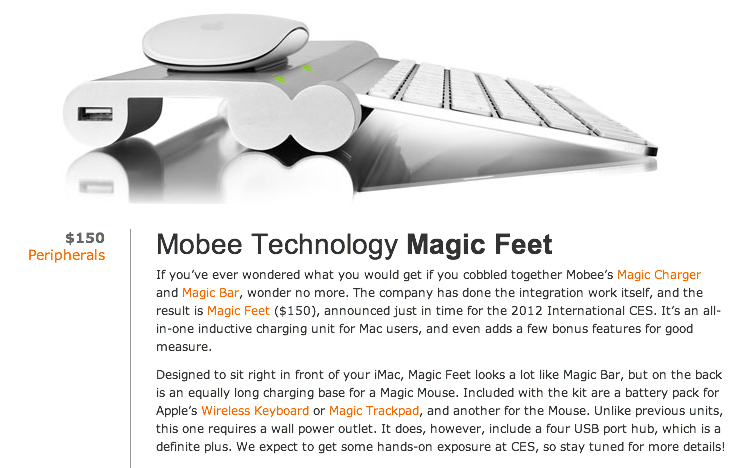 $150
Peripherals
Mobee Technology Magic Feet
If you've ever wondered what you would get if you cobbled together Mobee's Magic Charger
and Magic Bar, wonder no more. The company has done the integration work itself, and the
result is Magic Feet ($150), announced just in time for the 2012 International CES. It's an all-
in-one inductive charging unit for Mac users, and even adds a few bonus features for good
measure.
Designed to sit right in front of your iMac, Magic Feet looks a lot like Magic Bar, but on the back
is an equally long charging base for a Magic Mouse. Included with the kit are a battery pack for
Apple's Wireless Keyboard or Magic Trackpad, and another for the Mouse. Unlike previous units,
this one requires a wall power outlet. It does, however, include a four USB port hub, which is a
definite plus. We expect to get some hands-on exposure at CES, so stay tuned for more details!